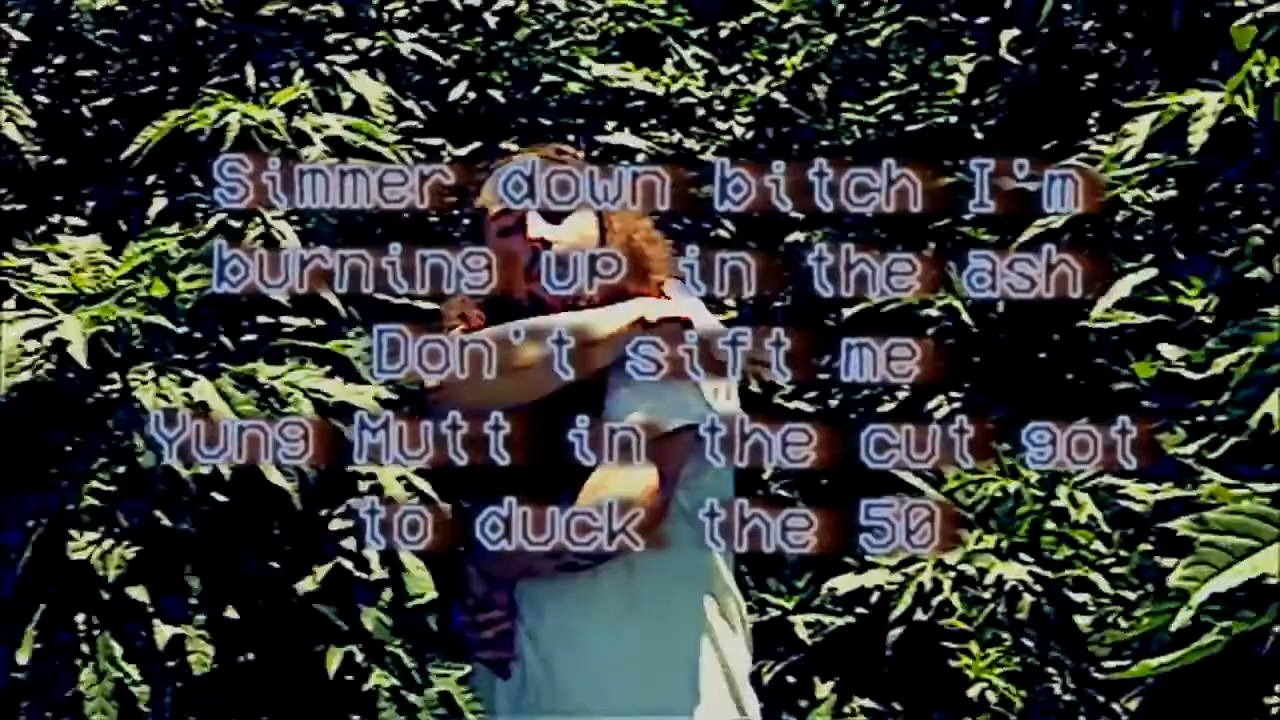 Simmer down bitch I'm
burning up in the ash
Don't sift me
Yung Mutt in the cut got
to duck the 50